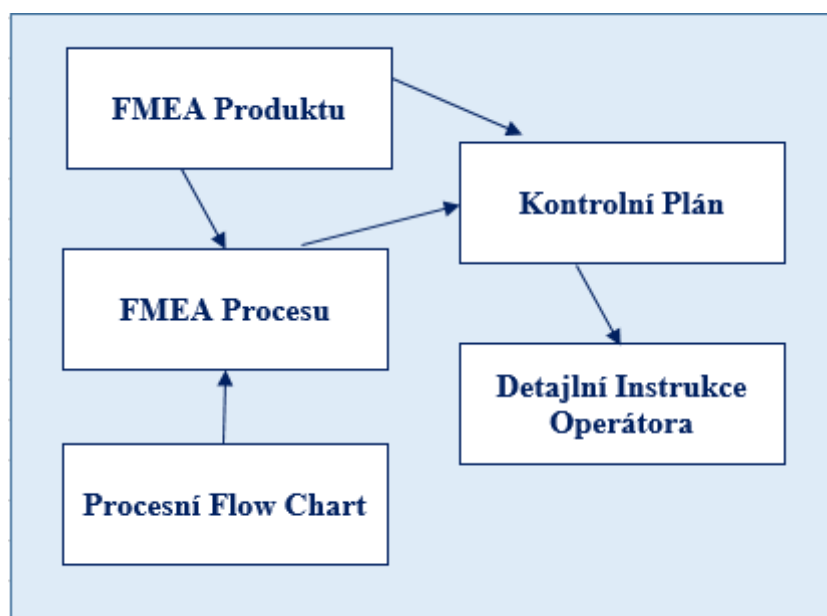 FMEA Produktu
Kontrolní Plán
FMEA Procesu
Detajlní Instrukce
Operátora
Procesní Flow Chart